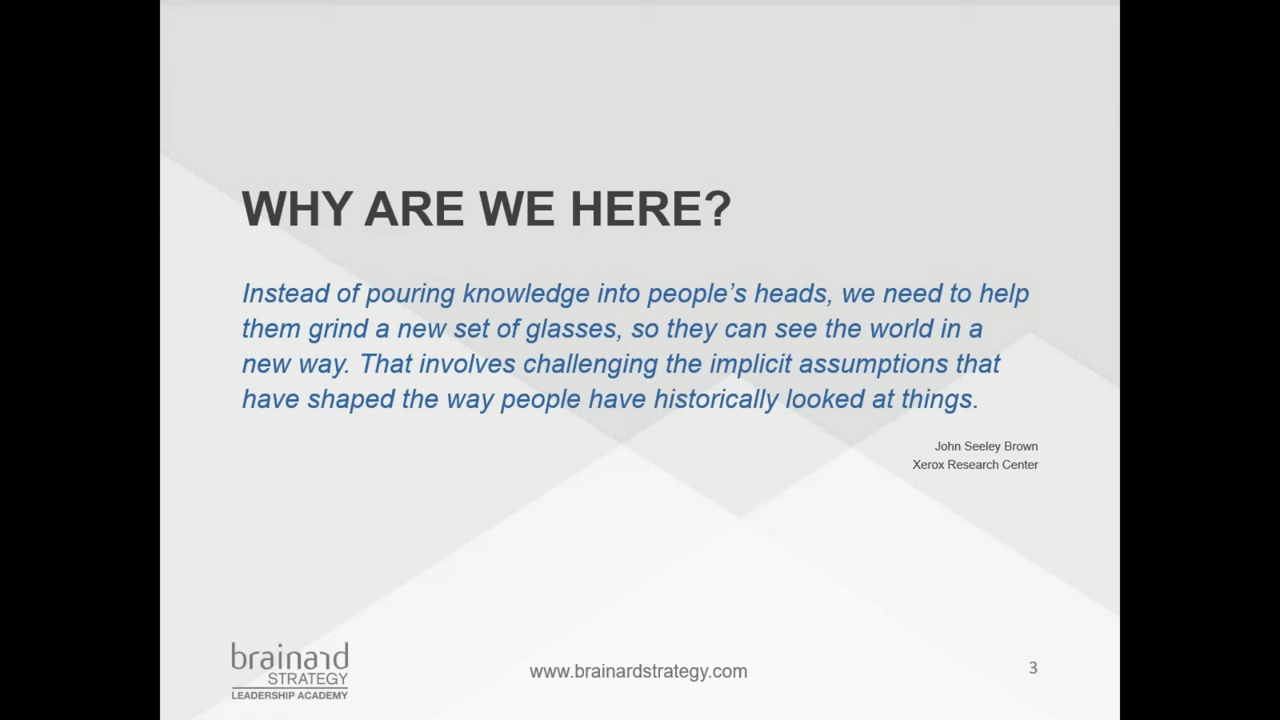 WHY ARE WE HERE?
Instead of pouring knowledge into people’s heads, we need to help
them grind a new set of glasses, so they can see the world in a
new way. That involves challenging the implicit assumptions that
have shaped the way people have historically looked at things.
John Seeley Brown
Xerox Research Center
brainard
STRATEGY
LEADERSHIP ACADEMY
www.brainardstrategy.com
3